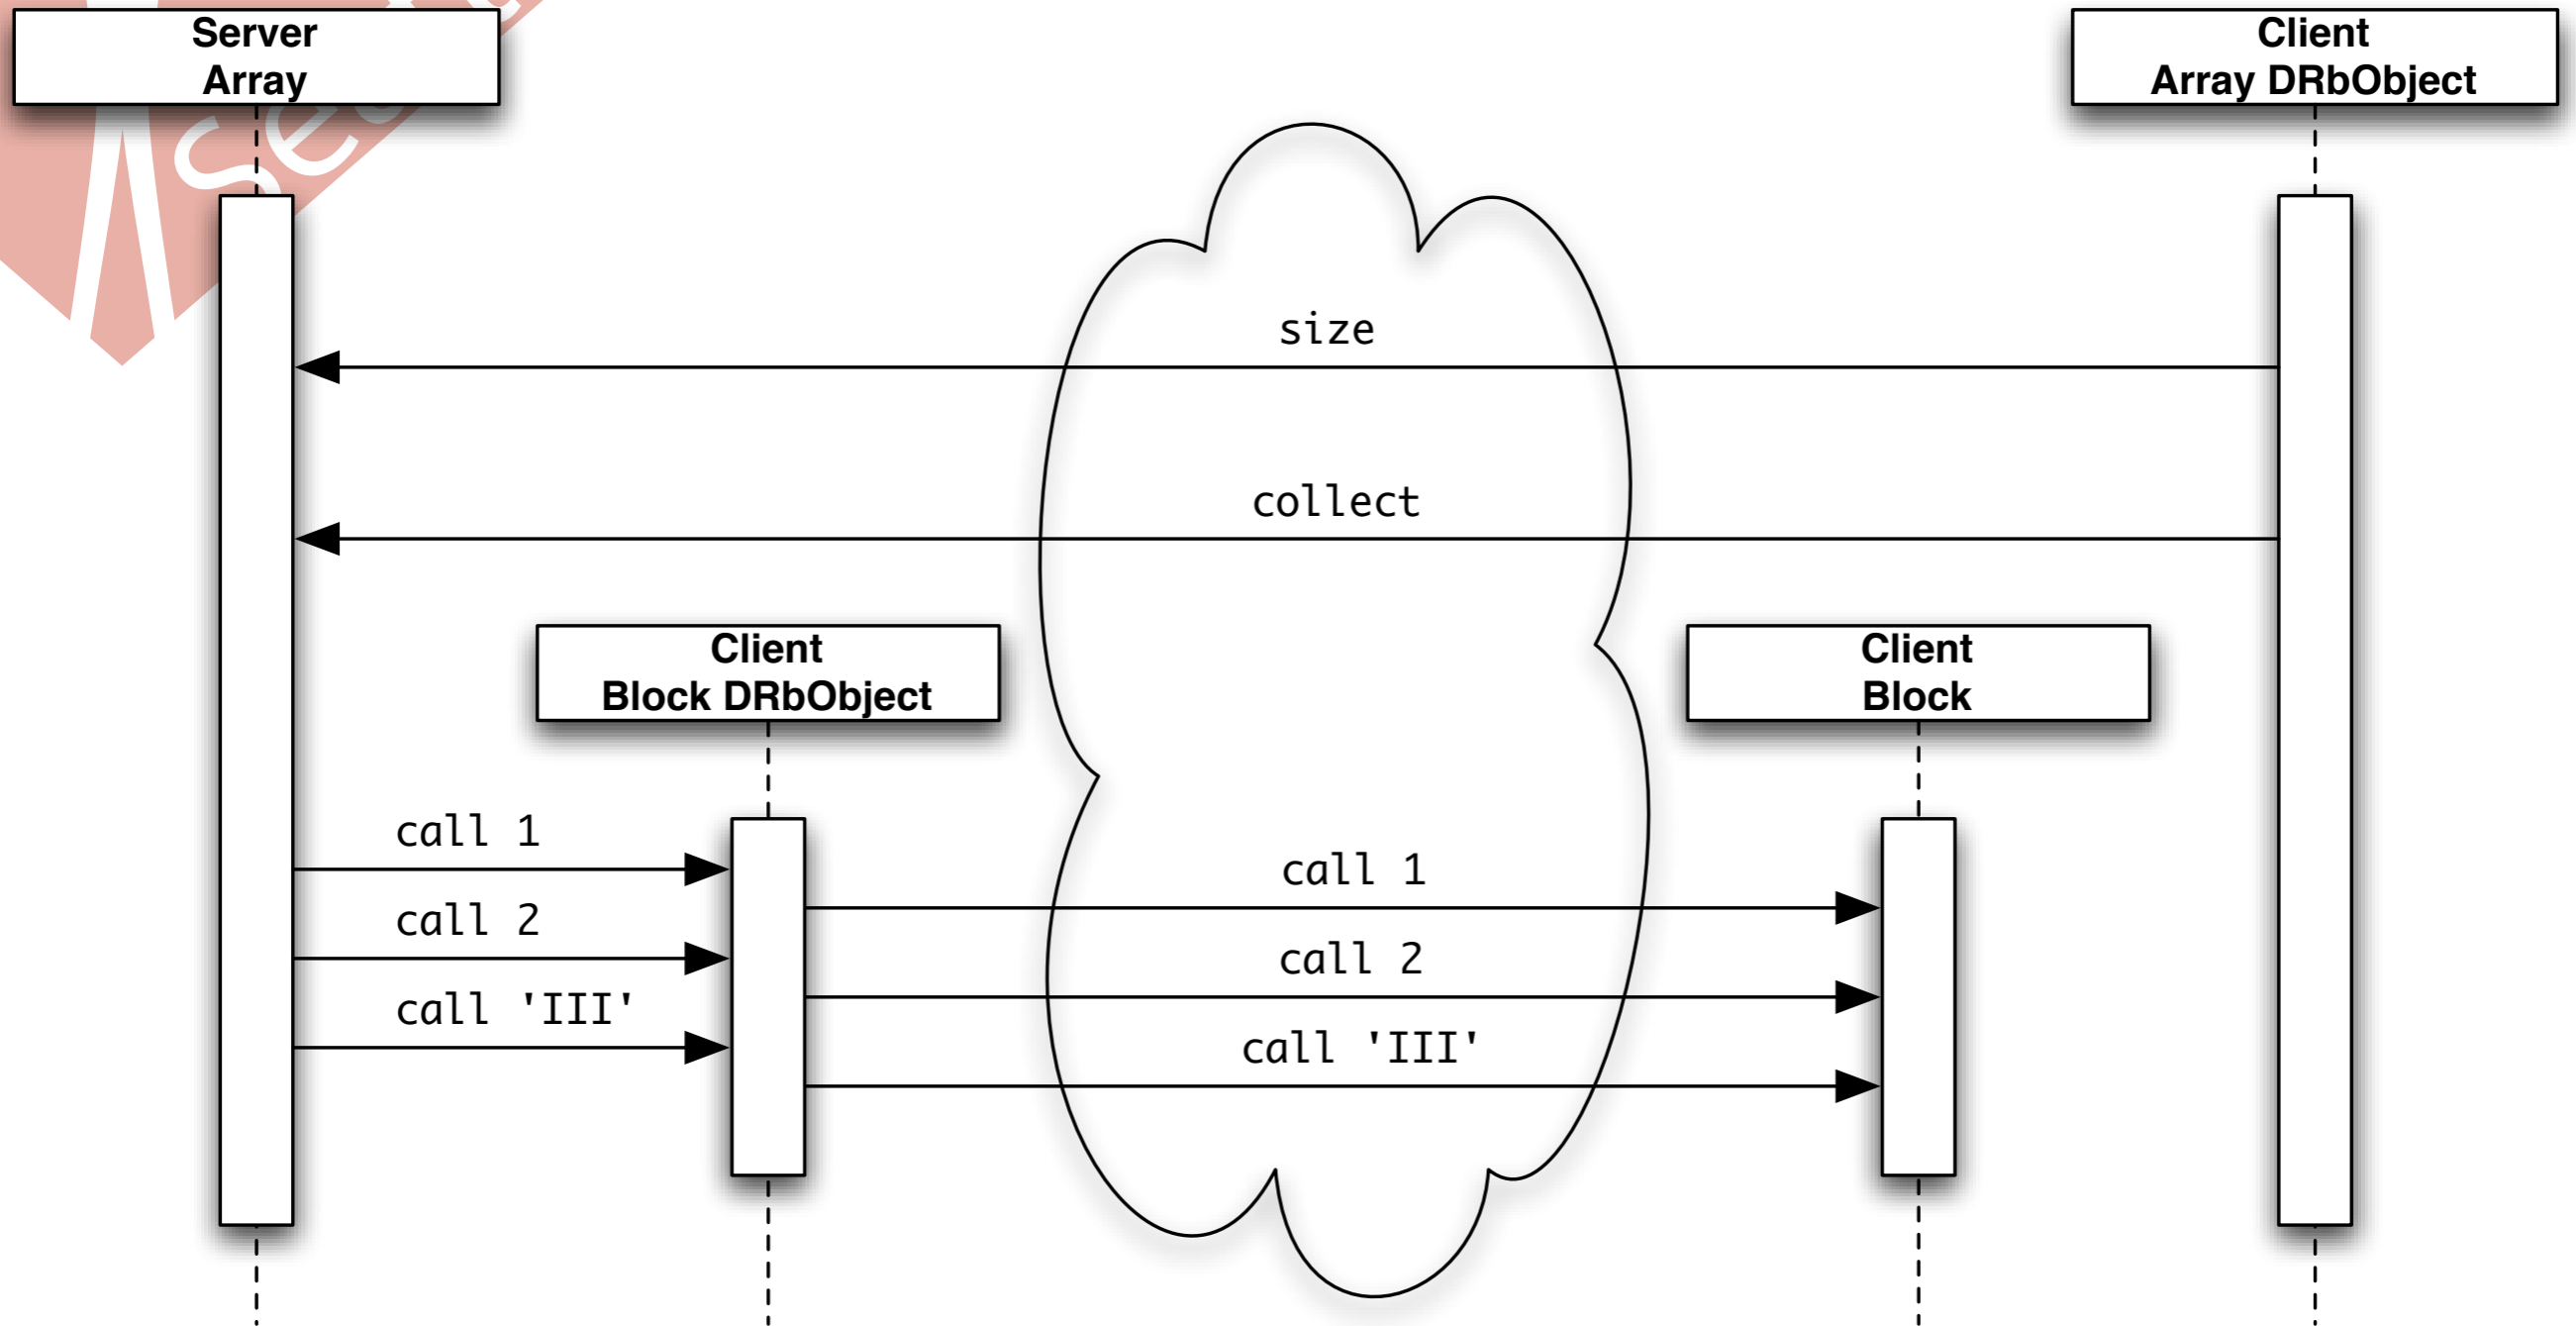 Server
Array
Client
Array DRbObject
size
collect
Client
Block DRbObject
Client
Block
call 1
call 1
call 2
call 2
call 'III'
call 'III'